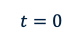 t = 0